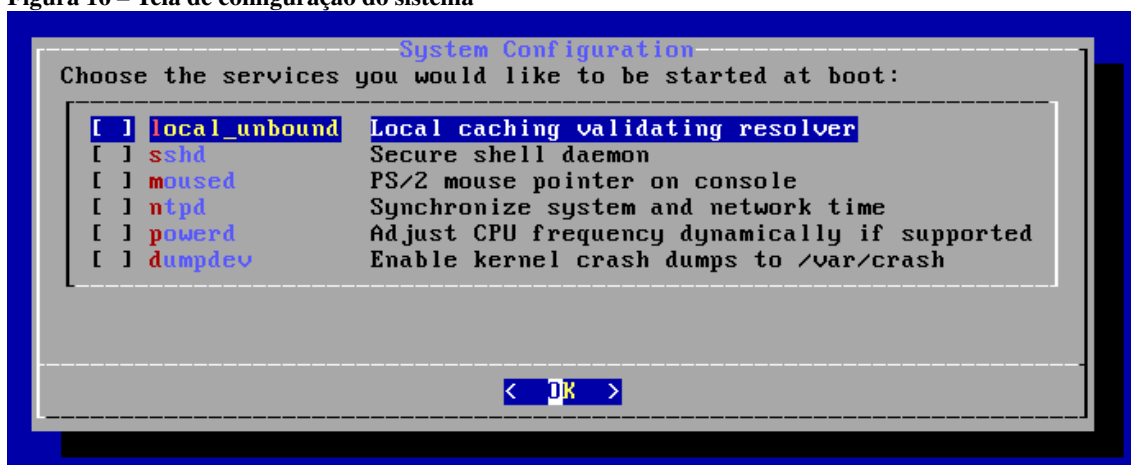 Figura 16 – Tela de configuração do sistema
System Configuration
Choose the services you would like to be started at boot:
[ ] local_unbound Local caching validating resolver
[ ] sshd Secure shell daemon
[ ] moused PS/2 mouse pointer on console
[ ] ntpd Synchronize system and network time
[ ] powerd Adjust CPU frequency dynamically if supported
[ ] dumpdev Enable kernel crash dumps to /var/crash
< OK >